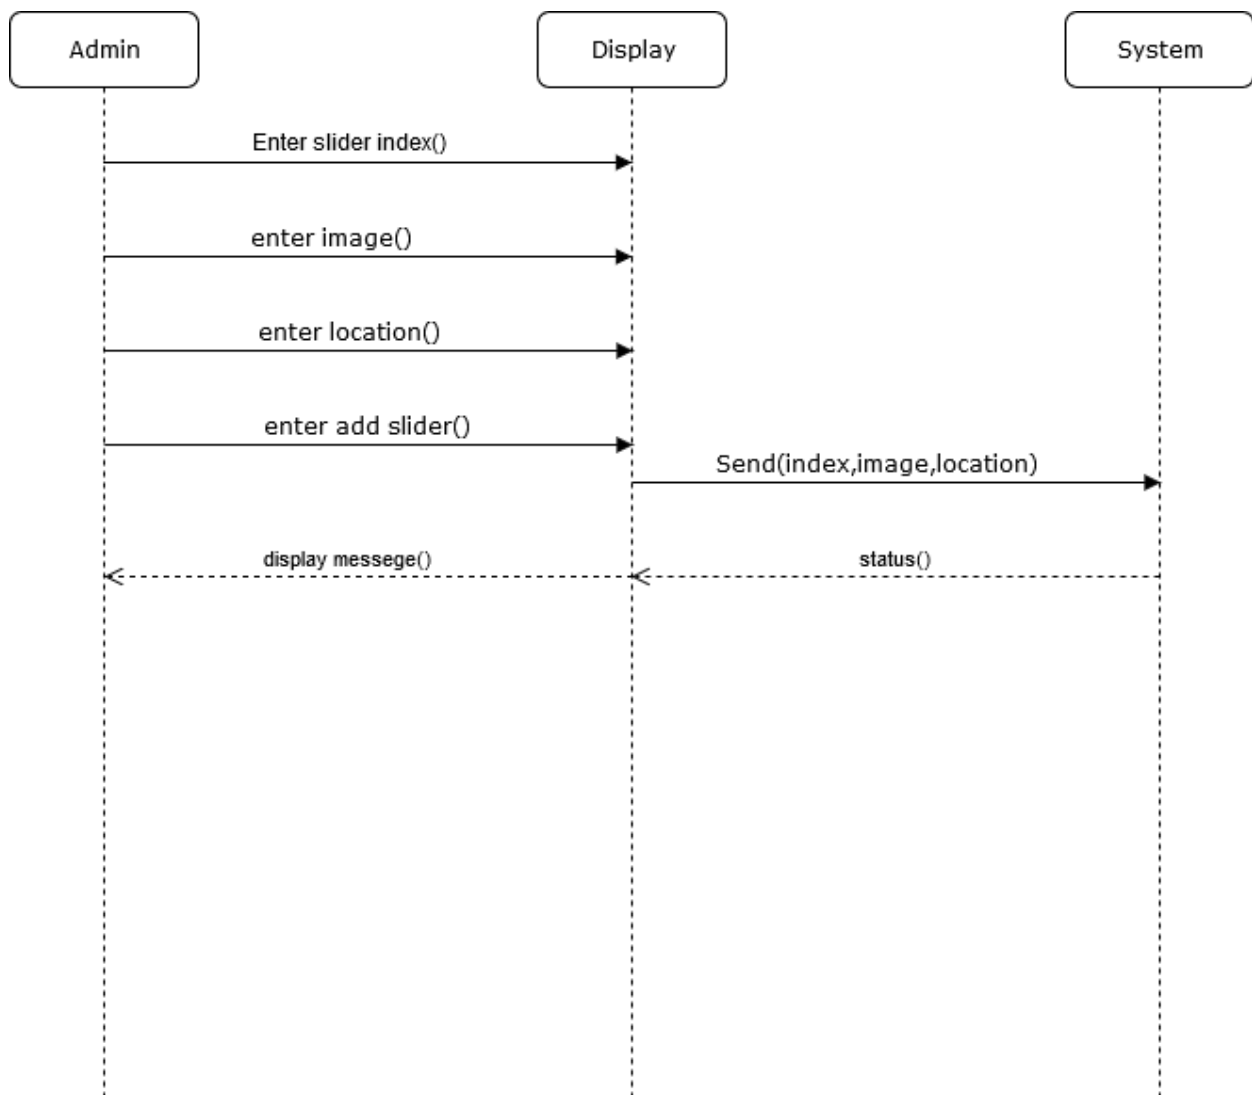 Admin
Display
System
Enter slider index()
enter image()
enter location()
enter add slider()
Send(index,image,location)
display messege()
status()